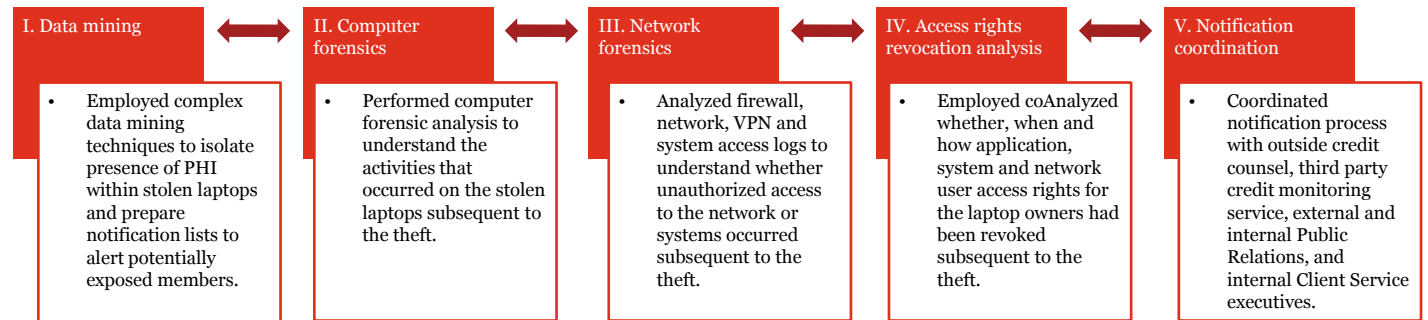 I. Data mining
• Employed complex
data mining
techniques to isolate
presence of PHI
within stolen laptops
and prepare
notification lists to
alert potentially
exposed members.
II. Computer
forensics
• Performed computer
forensic analysis to
understand the
activities that
occurred on the stolen
laptops subsequent to
the theft.
III. Network
forensics
• Analyzed firewall,
network, VPN and
system access logs to
understand whether
unauthorized access
to the network or
systems occurred
subsequent to the
theft.
IV. Access rights
revocation analysis
• Employed coAnalyzed
whether, when and
how application,
system and network
user access rights for
the laptop owners had
been revoked
subsequent to the
theft.
V. Notification
coordination
• Coordinated
notification process
with outside credit
counsel, third party
credit monitoring
service, external and
internal Public
Relations, and
internal Client Service
executives.